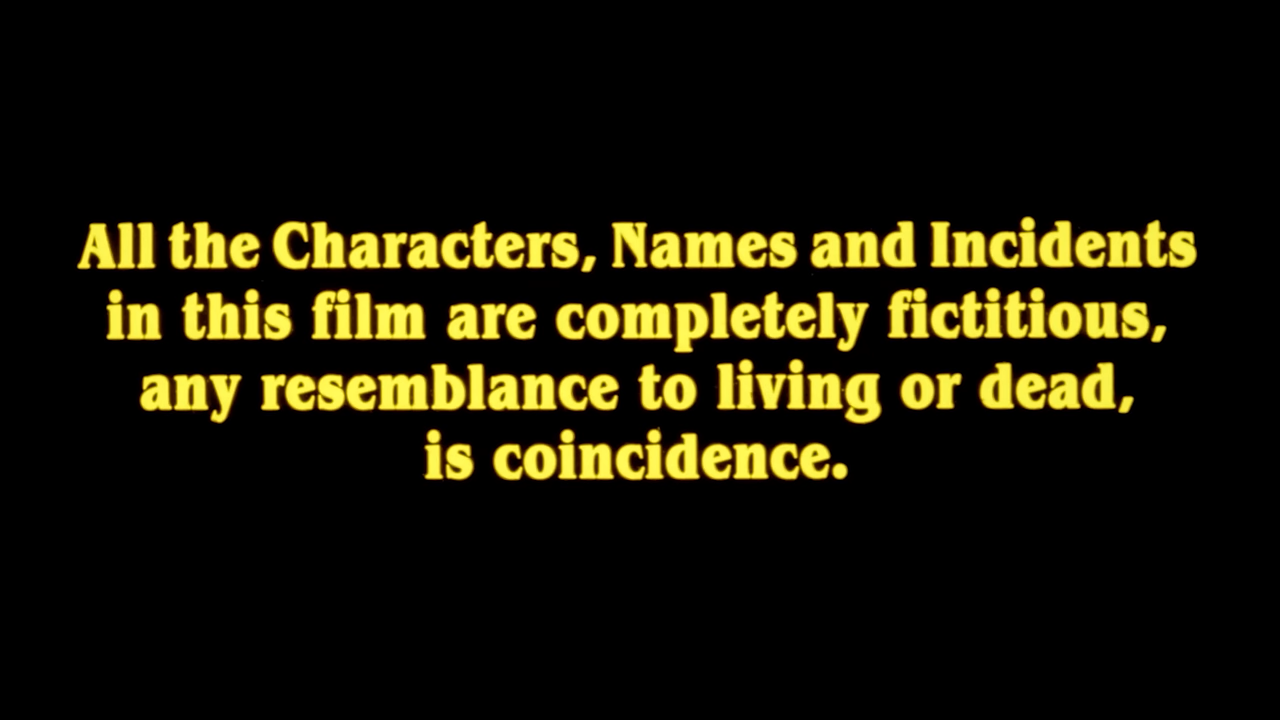 All the Characters, Names and Incidents
in this film are completely fictitious,
any resemblance to living or dead,
is coincidence.